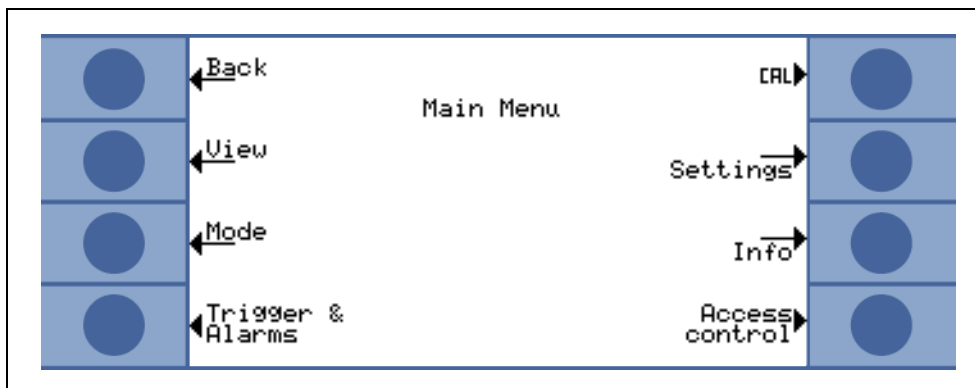 Back
CAL
Main Menu
View
Settings
Mode
Info
Trigger &
Alarms
Access
control